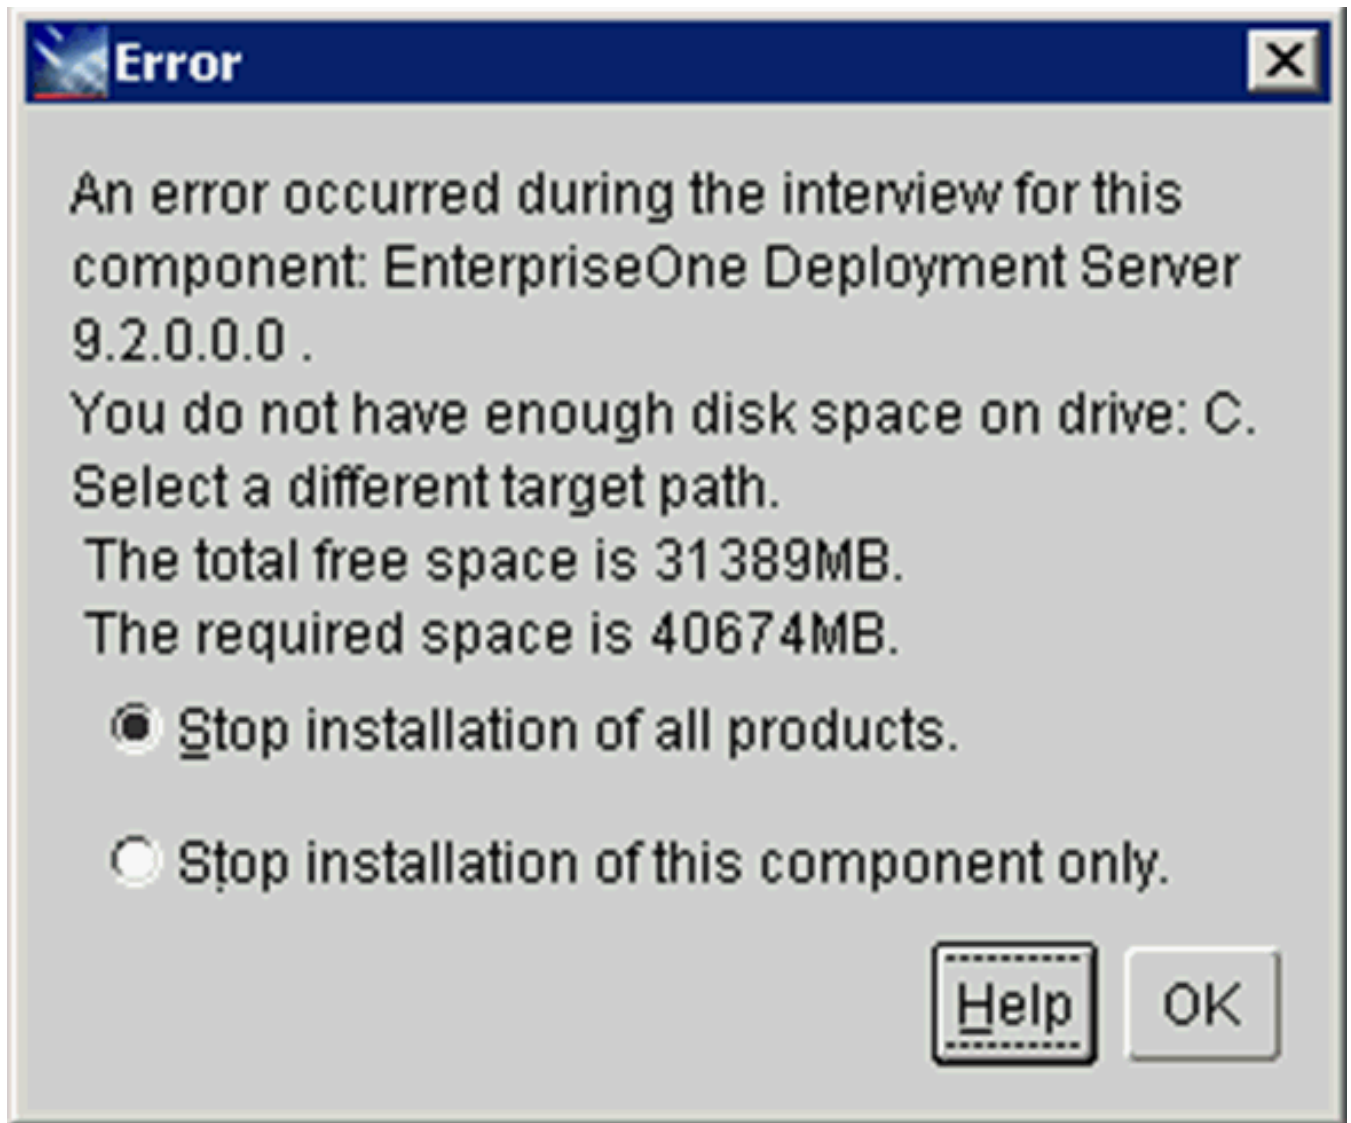 Error
An error occurred during the interview for this
component: EnterpriseOne Deployment Server
9.2.0.0.0 .
You do not have enough disk space on drive: C.
Select a different target path.
The total free space is 31389MB.
The required space is 40674MB.
Stop installation of all products.
Stop installation of this component only.
Help OK